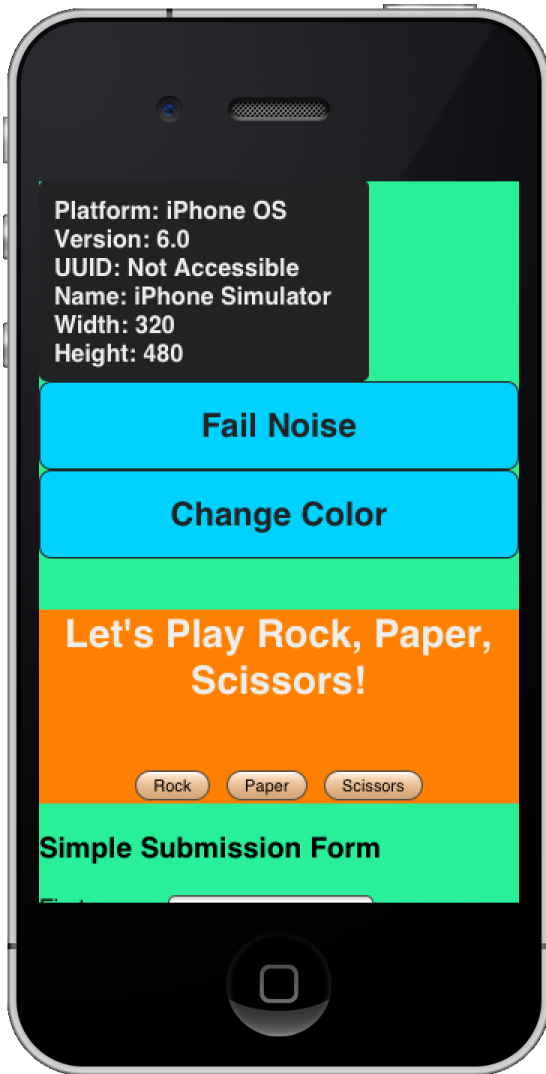 Platform: iPhone OS
Version: 6.0
UUID: Not Accessible
Name: iPhone Simulator
Width: 320
Height: 480
Fail Noise
Change Color
Let's Play Rock, Paper,
Scissors!
Rock Paper Scissors
Simple Submission Form